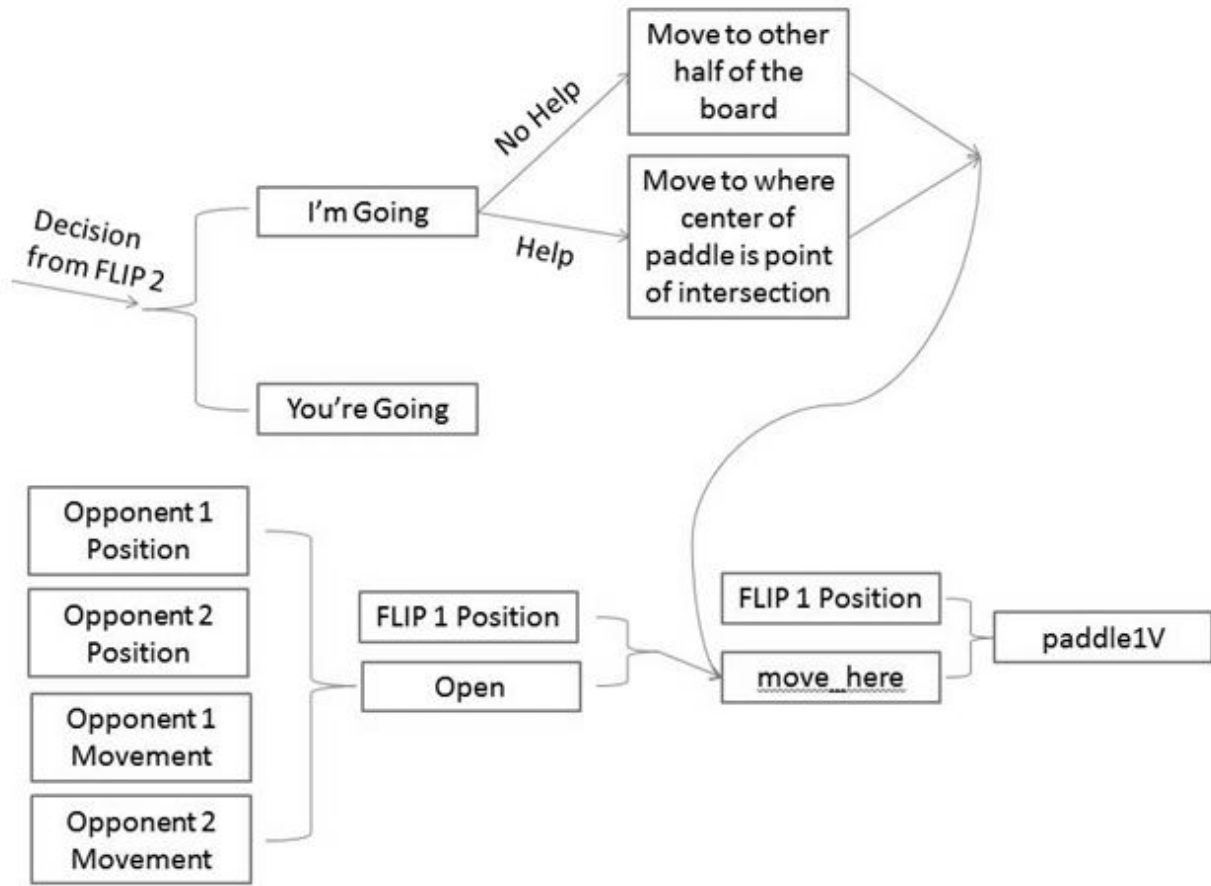 Move to other
half of the
board
No Help
Move to where
center of
paddle is point
of intersection
I'm Going
Help
Decision
from FLIP 2
You're Going
Opponent 1
Position
Opponent 2
Position
Opponent 1
Movement
Opponent 2
Movement
FLIP 1 Position
Open
FLIP 1 Position
move_here
paddle1V